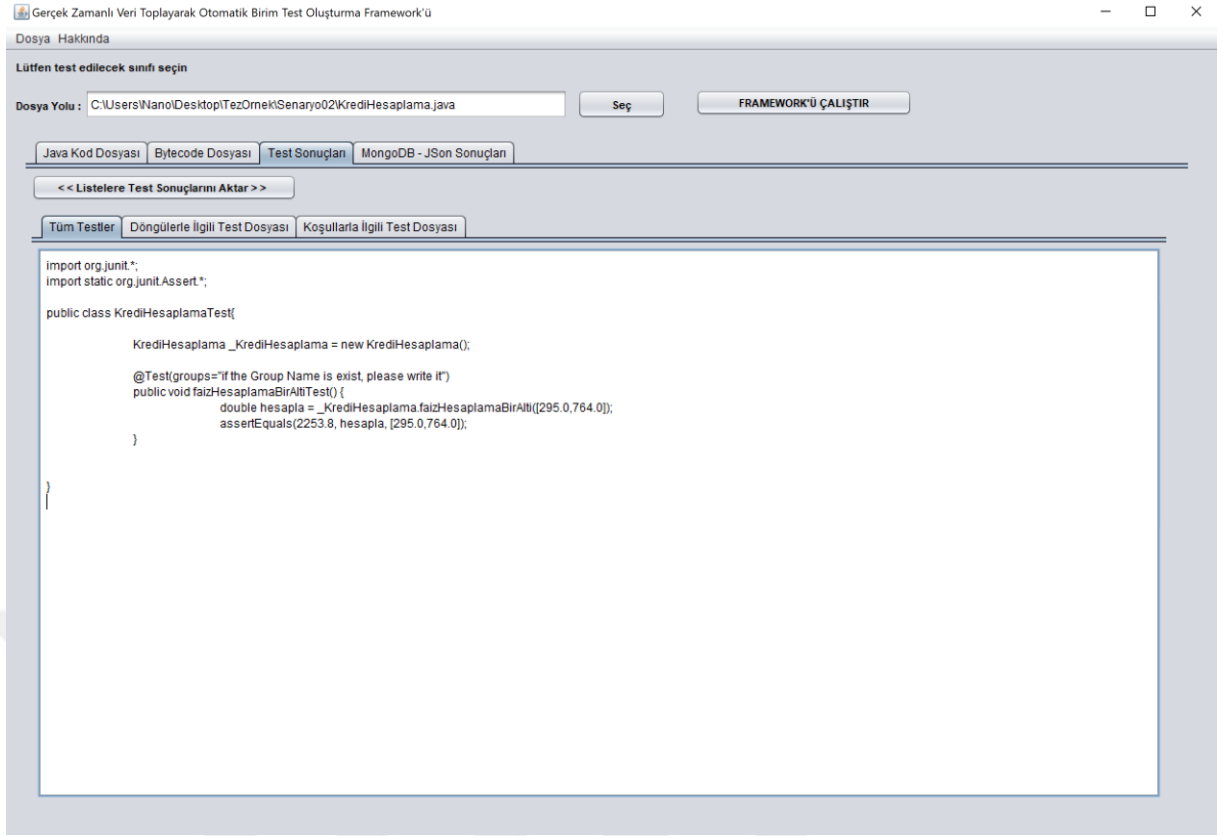 Gerçek Zamanlı Veri Toplayarak Otomatik Birim Test Oluşturma Framework'ü
Dosya Hakkında
Lütfen test edilecek sınıfı seçin
Dosya Yolu : C:\Users\Nano\Desktop\TezOrnek\Senaryo02\KrediHesaplama.java Seç FRAMEWORK'Ü ÇALIŞTIR
Java Kod Dosyası Bytecode Dosyası Test Sonuçları MongoDB - JSon Sonuçları
< < Listelere Test Sonuçlarını Aktar > >
Tüm Testler Döngülerle İlgili Test Dosyası Koşullarla İlgili Test Dosyası
import org.junit.*;
import static org.junit.Assert.*;
public class KrediHesaplamaTest{
KrediHesaplama _KrediHesaplama = new KrediHesaplama();
@Test(groups="if the Group Name is exist, please write it")
public void faizHesaplamaBirAltiTest() {
double hesapla = _KrediHesaplama.faizHesaplamaBirAlti([295.0,764.0]);
assertEquals(2253.8, hesapla, [295.0,764.0]);
}
}